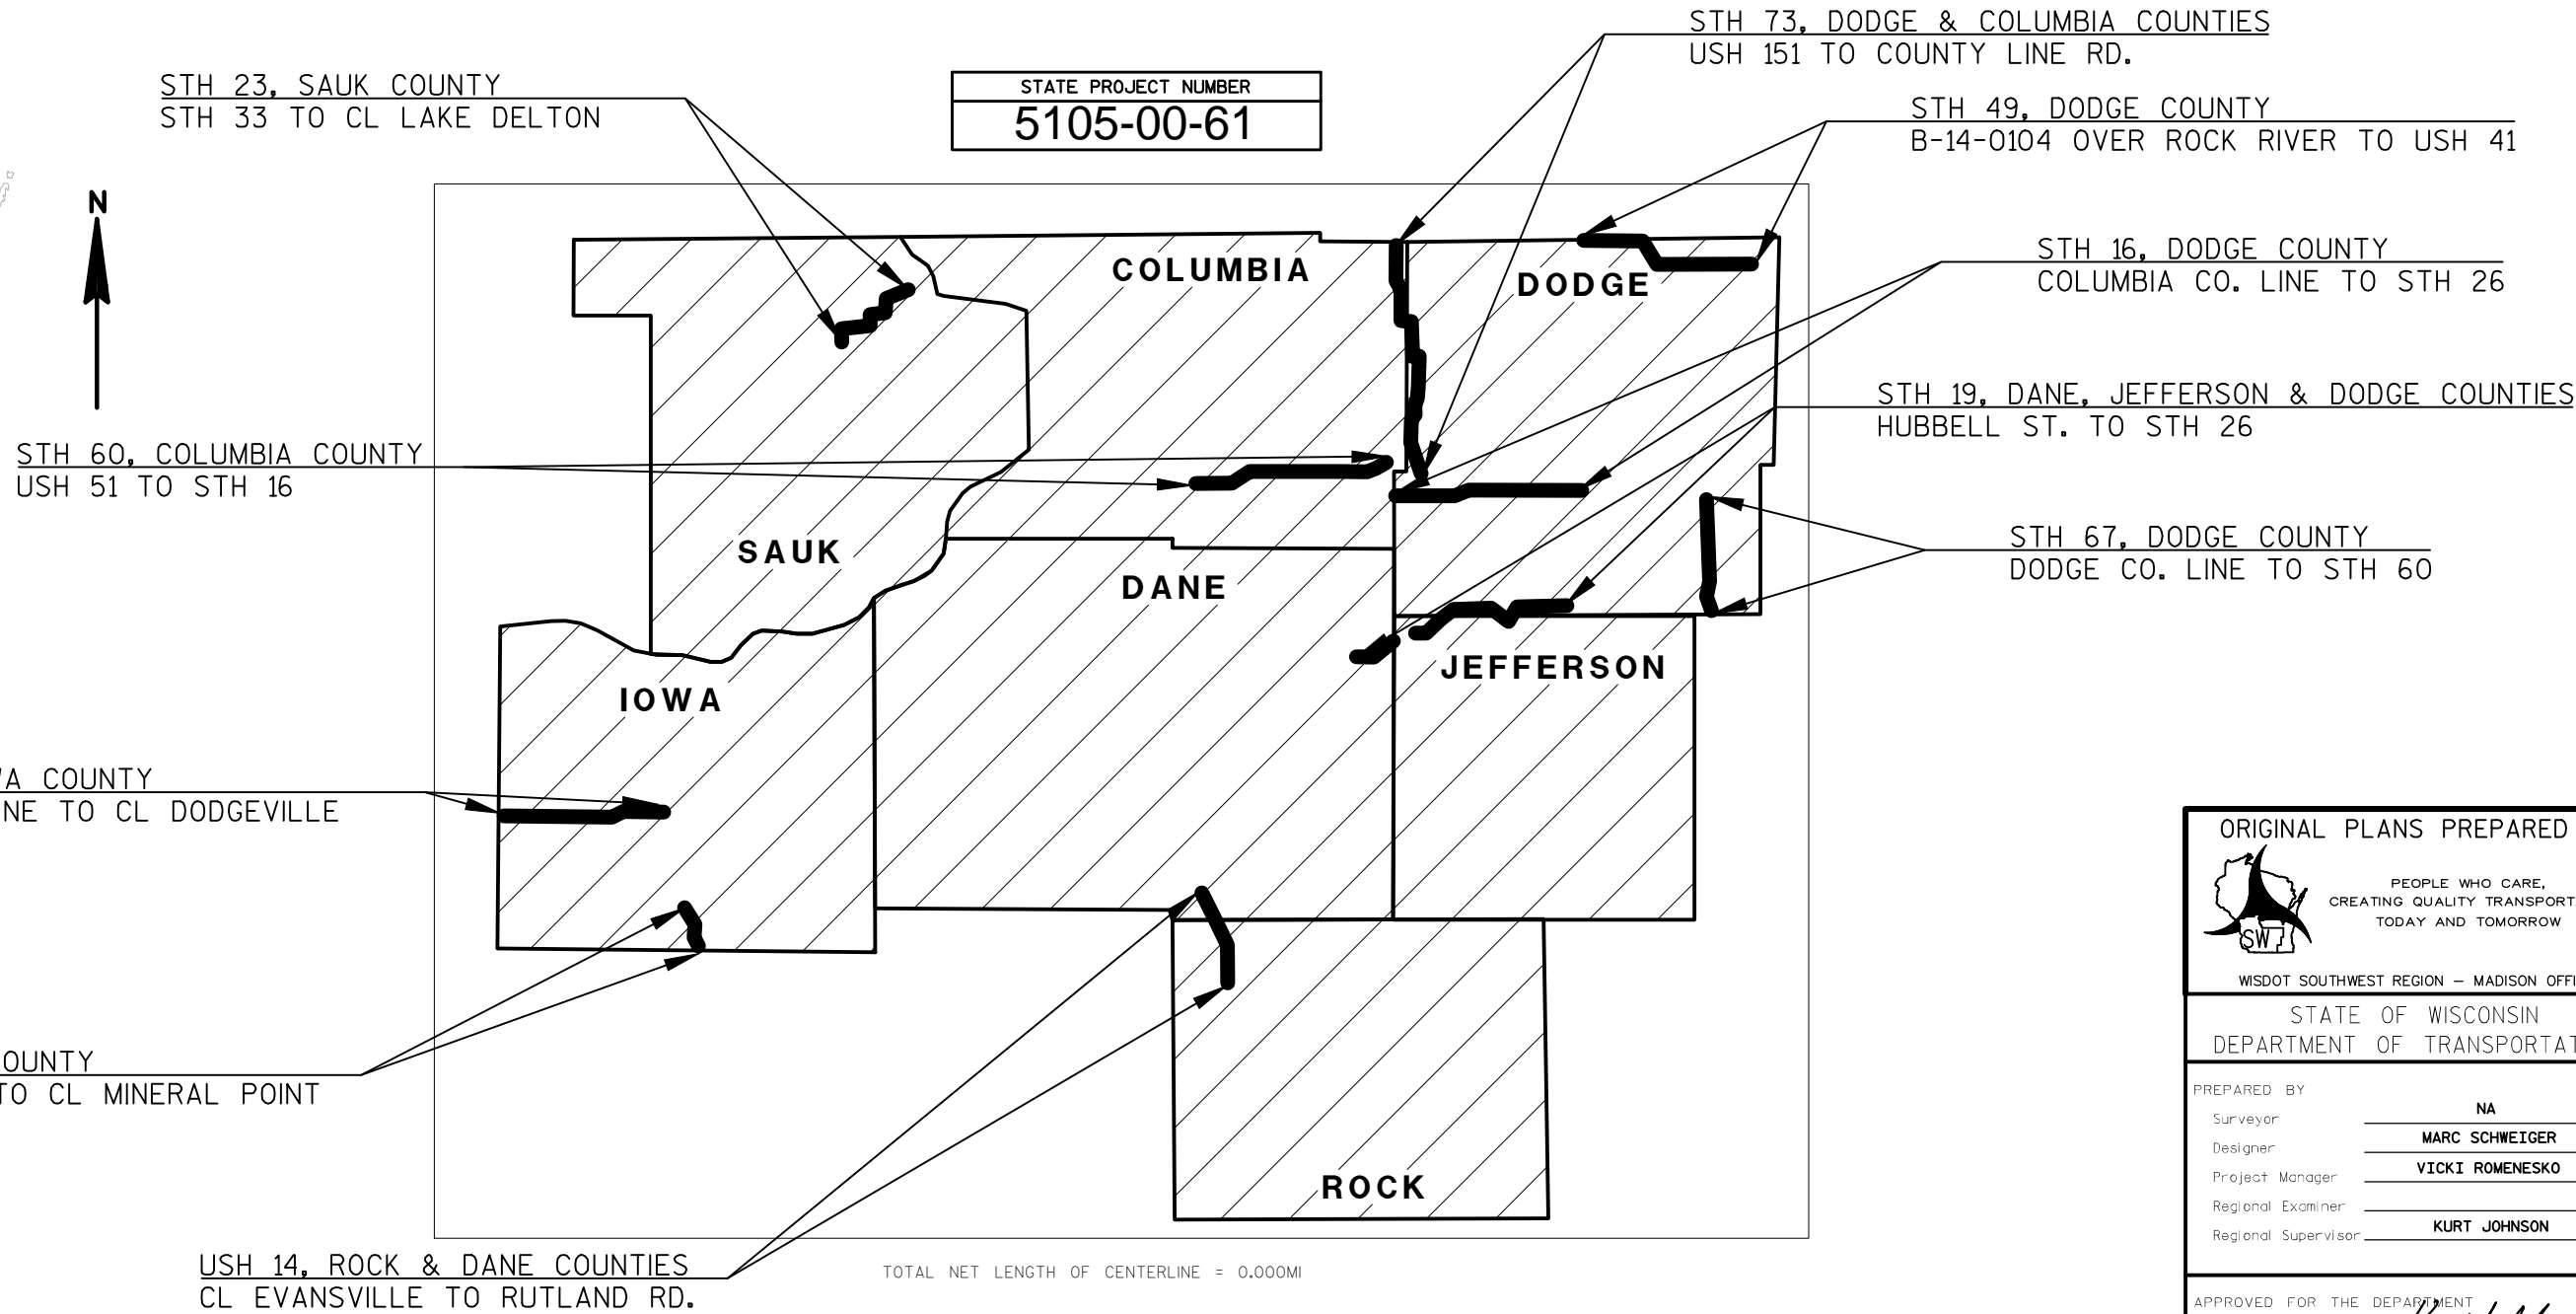 STH 73, DODGE & COLUMBIA COUNTIES
USH 151 TO COUNTY LINE RD.
STH 23, SAUK COUNTY
STH 33 TO CL LAKE DELTON
STATE PROJECT NUMBER
5105-00-61
STH 49, DODGE COUNTY
B-14-0104 OVER ROCK RIVER TO USH 41
N
STH 16, DODGE COUNTY
COLUMBIA CO. LINE TO STH 26
COLUMBIA
DODGE
STH 19, DANE, JEFFERSON & DODGE COUNTIES
HUBBELL ST. TO STH 26
STH 60, COLUMBIA COUNTY
USH 51 TO STH 16
STH 67, DODGE COUNTY
DODGE CO. LINE TO STH 60
SAUK
DANE
JEFFERSON
IOWA
COUNTY
TO CL DODGEVILLE
TO CL MINERAL POINT
ROCK
USH 14, ROCK & DANE COUNTIES
CL EVANSVILLE TO RUTLAND RD.
TOTAL NET LENGTH OF CENTERLINE = 0.000MI
ORIGINAL PLANS PREPARED
PEOPLE WHO CARE,
CREATING QUALITY
TODAY AND TOMORROW
SW
WISDOT SOUTHWEST REGION – MADISON
STATE OF WISCONSIN
DEPARTMENT OF
PREPARED BY
Surveyor NA
Designer MARC SCHWEIGER
Project Manager VICKI ROMENESKO
Regional Examiner
Regional Supervisor KURT JOHNSON
APPROVED FOR THE DEPARTMENT